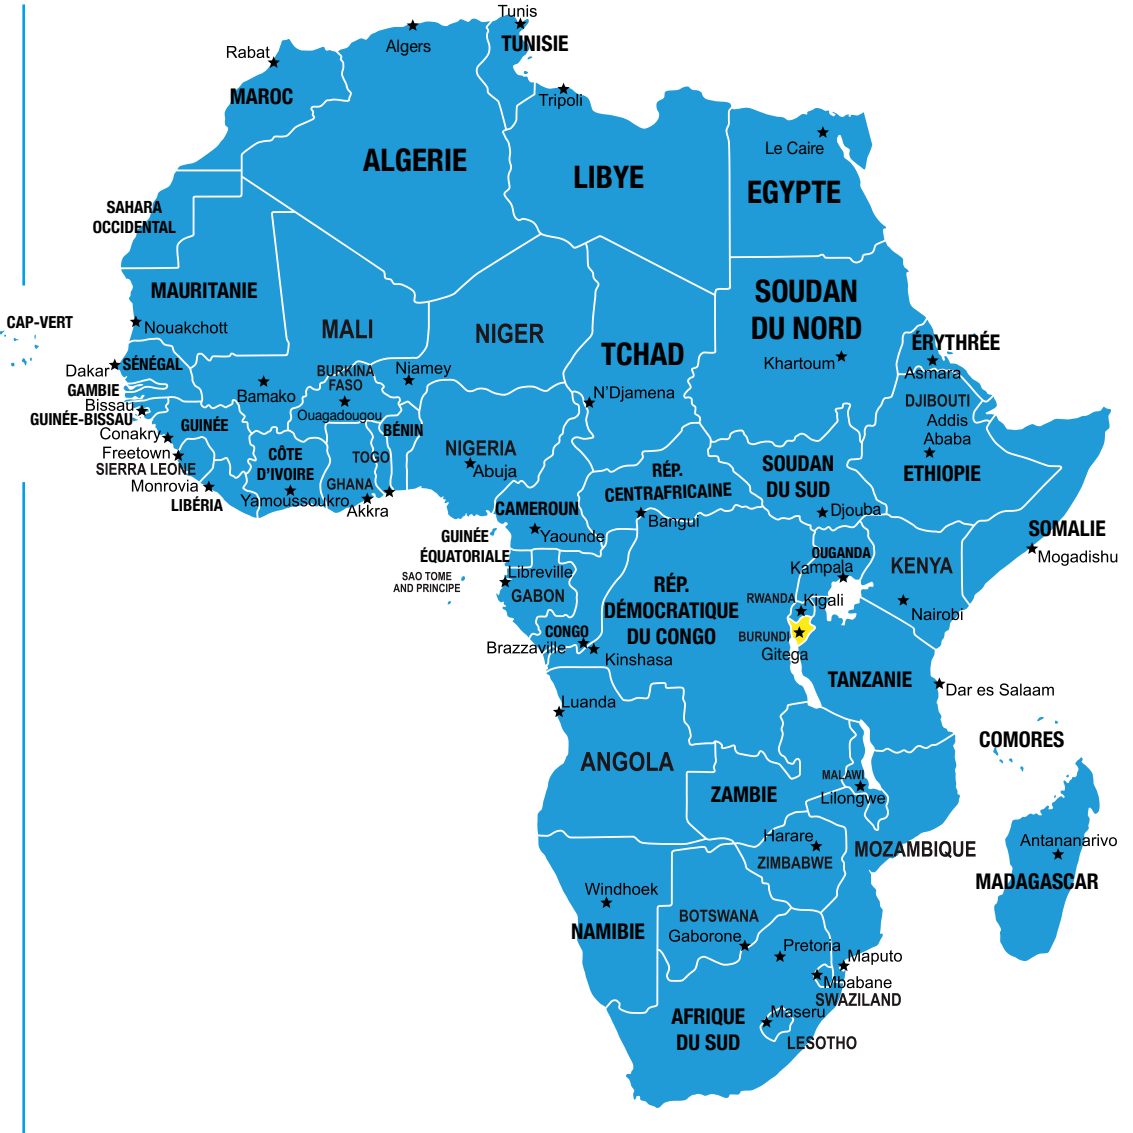 Tunis
TUNISIE
Algers
Rabat
MAROC
Tripoli
ALGERIE
LIBYE
Le Caire
EGYPTE
SAHARA
OCCIDENTAL
MAURITANIE
Nouakchott
CAP-VERT
MALI
NIGER
TCHAD
SOUDAN
DU NORD
Khartoum
ÉRYTHRÉE
Asmara
Dakar
SÉNÉGAL
GAMBIE
Bissau
GUINÉE-BISSAU
Bamako
BURKINA
FASO
Ouagadougou
Njamey
N'Djamena
DJIBOUTI
Addis
Ababa
ETHIOPIE
Conakry
GUINÉE
Freetown
SIERRA LEONE
Monrovia
LIBÉRIA
CÔTE
D'IVOIRE
Yamoussoukro
GHANA
Akkra
TOGO
BÉNIN
NIGERIA
Abuja
RÉP.
CENTRAFRICAINE
Bangui
SOUDAN
DU SUD
Djouba
CAMEROUN
Yaounde
GUINÉE
ÉQUATORIALE
SAO TOME
AND PRINCIPE
Libreville
GABON
CONGO
Brazzaville
Kinshasa
RÉP.
DÉMOCRATIQUE
DU CONGO
OUGANDA
Kampala
KENYA
Nairobi
SOMALIE
Mogadishu
RWANDA
Kigali
BURUNDI
Gitega
TANZANIE
Dar es Salaam
Luanda
ANGOLA
ZAMBIE
MALAWI
Lilongwe
COMORES
Harare
ZIMBABWE
MOZAMBIQUE
Antananarivo
MADAGASCAR
Windhoek
NAMIBIE
BOTSWANA
Gaborone
Pretoria
Maputo
Mbabane
SWAZILAND
AFRIQUE
DU SUD
Maseru
LESOTHO